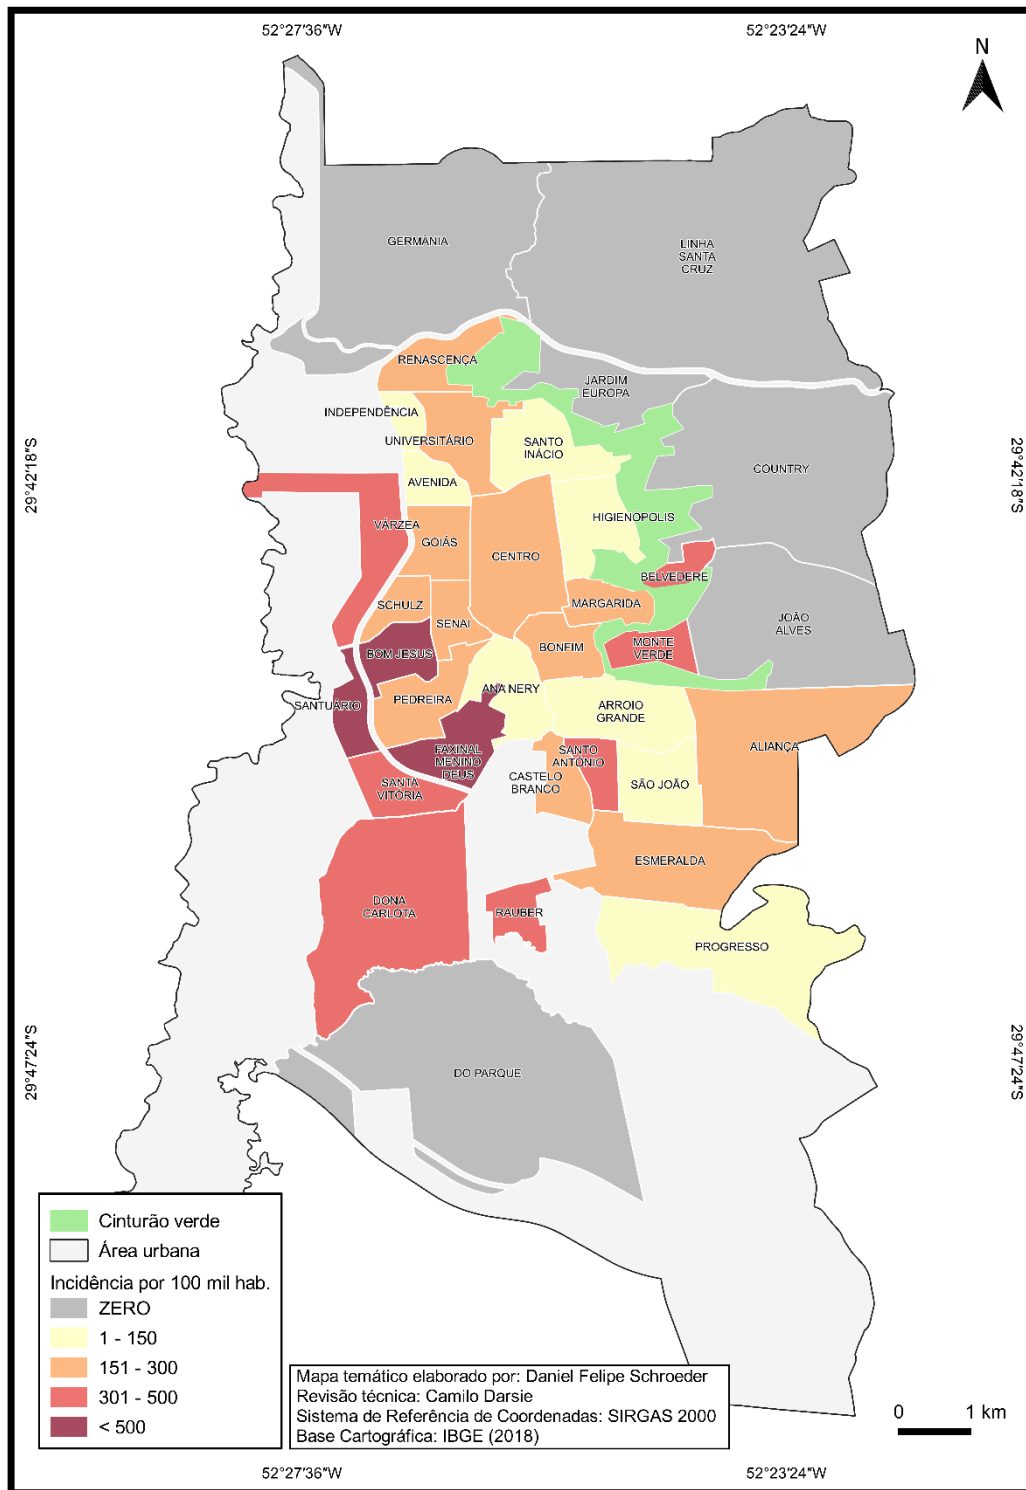 52°27'36"W
52°23'24"W
N
GERMÂNIA
LINHA
SANTA
CRUZ
RENASCENÇA
JARDIM
EUROPA
INDEPENDÊNCIA
UNIVERSITÁRIO
SANTO
INÁCIO
29°42'18"S
29°42'18"S
COUNTRY
AVENIDA
HIGIENÓPOLIS
VÁRZEA
GOIÁS
CENTRO
BELVEDERE
SCHULZ
MARGARIDA
SENAI
JOÃO
ALVES
BOM JESUS
BONFIM
MONTE
VERDE
ANA NERY
PEDREIRA
SANTUÁRIO
ARROIO
GRANDE
ALIANÇA
FAXINAL
MENINO
DEUS
SANTO
ANTÔNIO
CASTELO
BRANCO
SANTA
VITÓRIA
SÃO JOÃO
ESMERALDA
DONA
CARLOTA
RAUBER
PROGRESSO
29°47'24"S
29°47'24"S
DO PARQUE
Cinturão verde
Área urbana
Incidência por 100 mil hab.
ZERO
1 - 150
151 - 300
301 - 500
< 500
Mapa temático elaborado por: Daniel Felipe Schroeder
Revisão técnica: Camilo Darsie
Sistema de Referência de Coordenadas: SIRGAS 2000
Base Cartográfica: IBGE (2018)
0 1 km
52°27'36"W
52°23'24"W